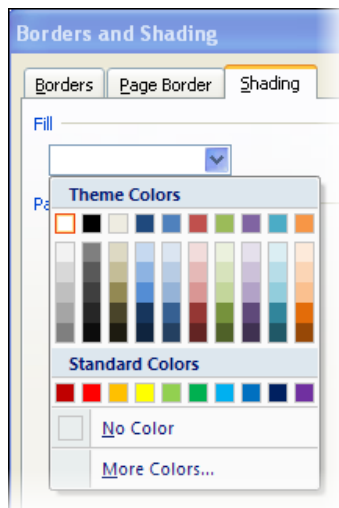 Borders and Shading
Borders Page Border Shading
Fill
Pa
Theme Colors
Standard Colors
No Color
More Colors...